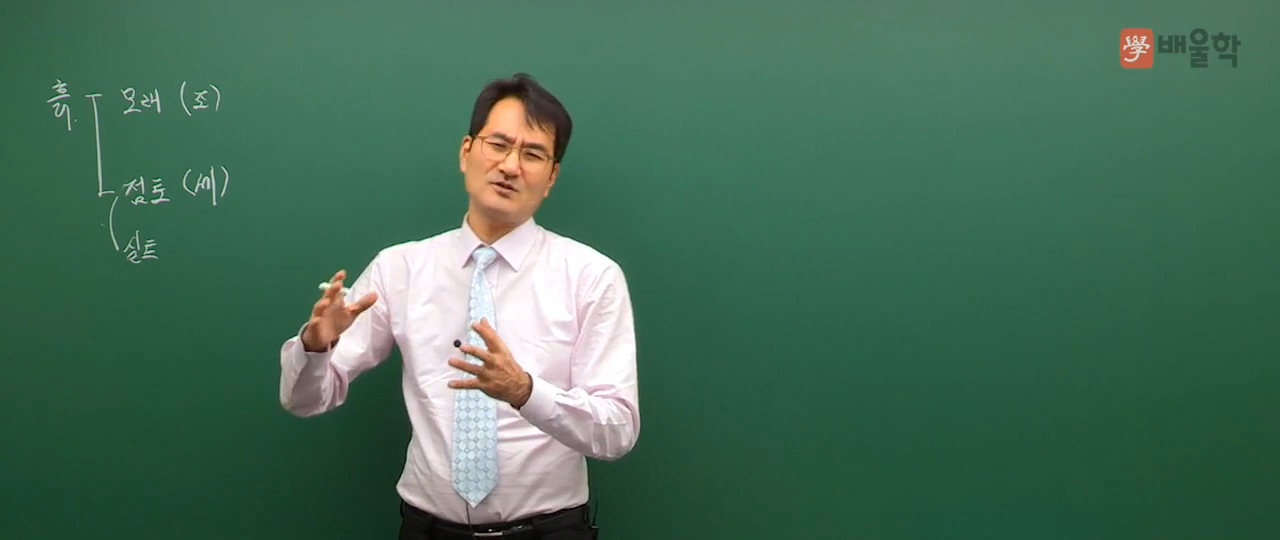 學 배울학
흙 모래 (조)
점토 (세)
실트